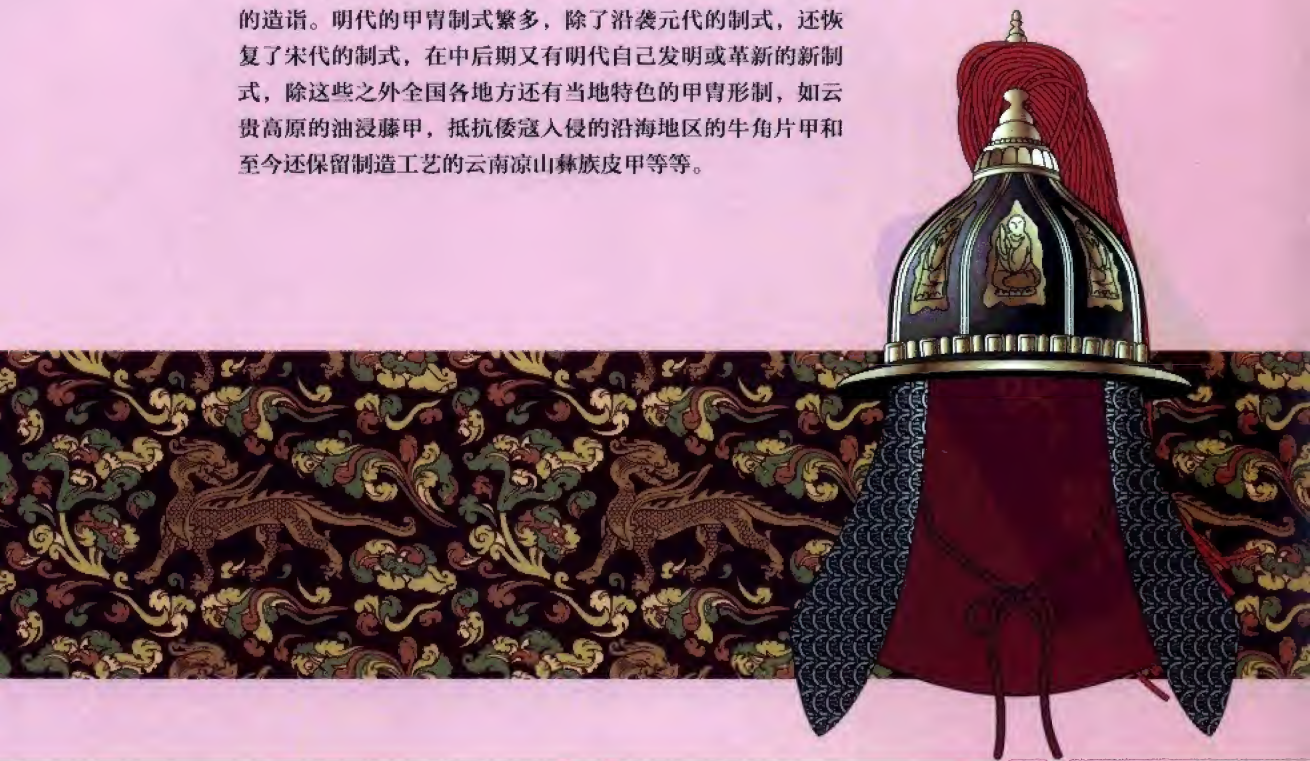 的造诣。明代的甲胄制式繁多，除了沿袭元代的制式，还恢
复了宋代的制式，在中后期又有明代自己发明或革新的新制
式，除这些之外全国各地方还有当地特色的甲胄形制，如云
贵高原的油浸藤甲，抵抗倭寇入侵的沿海地区的牛角片甲和
至今还保留制造工艺的云南凉山彝族皮甲等等。